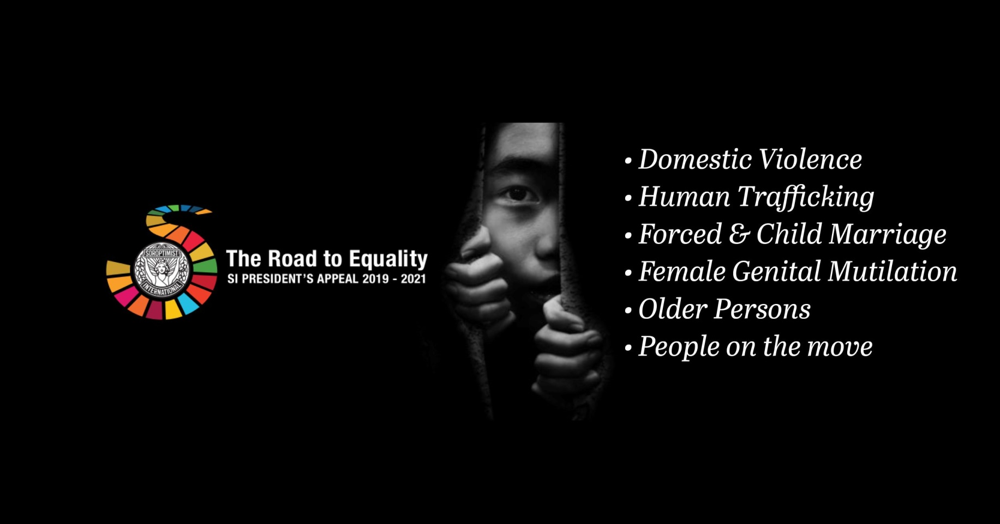 SOROPTIMIST
INTERNATIONAL
The Road to Equality
SI PRESIDENT'S APPEAL 2019 - 2021
• Domestic Violence
• Human Trafficking
• Forced & Child Marriage
• Female Genital Mutilation
• Older Persons
• People on the move